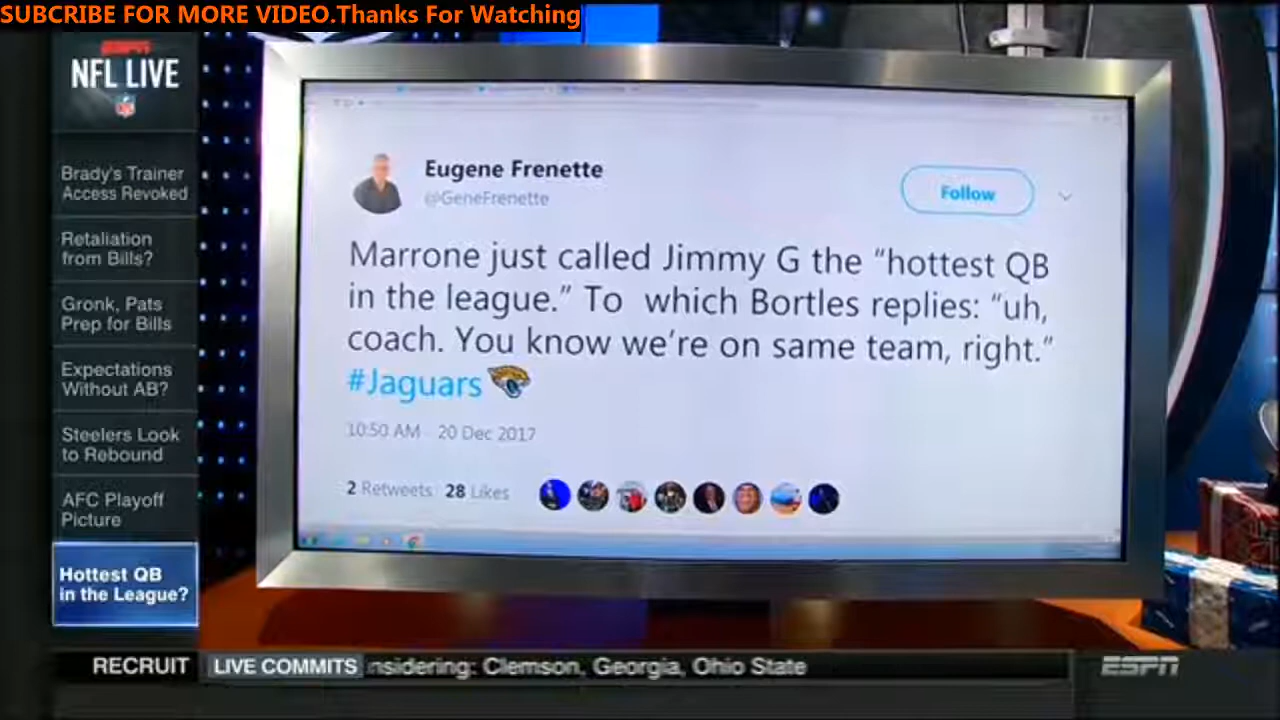 SUBCRIBE FOR MORE VIDEO.Thanks For Watching
ESPN
NFL LIVE
NFL
Brady's Trainer
Access Revoked
Retaliation
from Bills?
Gronk, Pats
Prep for Bills
Expectations
Without AB?
Steelers Look
to Rebound
AFC Playoff
Picture
Hottest QB
in the League?
Eugene Frenette
@GeneFrenette
Follow
Marrone just called Jimmy G the “hottest QB
in the league.” To which Bortles replies: “uh,
coach. You know we’re on same team, right.”
#Jaguars
10:50 AM - 20 Dec 2017
2 Retweets 28 Likes
RECRUIT LIVE COMMITS nsidering: Clemson, Georgia, Ohio State
ESPN